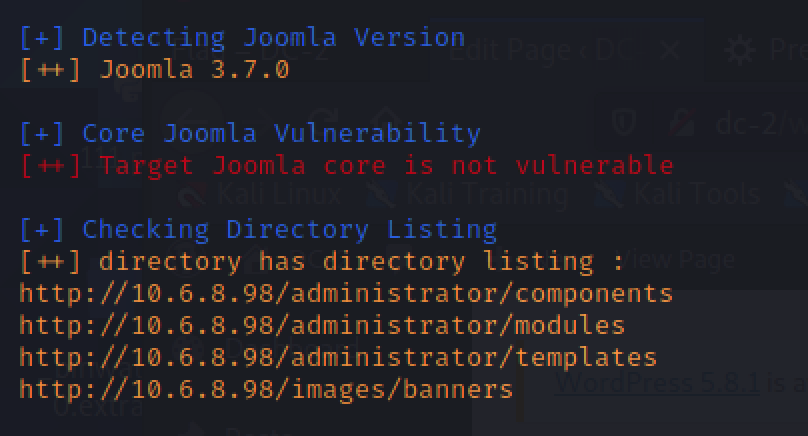 [+] Detecting Joomla Version
[++] Joomla 3.7.0
[+] Core Joomla Vulnerability
[++] Target Joomla core is not vulnerable
[+] Checking Directory Listing
[++] directory has directory listing :
http://10.6.8.98/administrator/components
http://10.6.8.98/administrator/modules
http://10.6.8.98/administrator/templates
http://10.6.8.98/images/banners
Edit Page ‹ DC
Kali Linux
Kali Training
Kali Tools
View Page
WordPress 5.8.1 is a